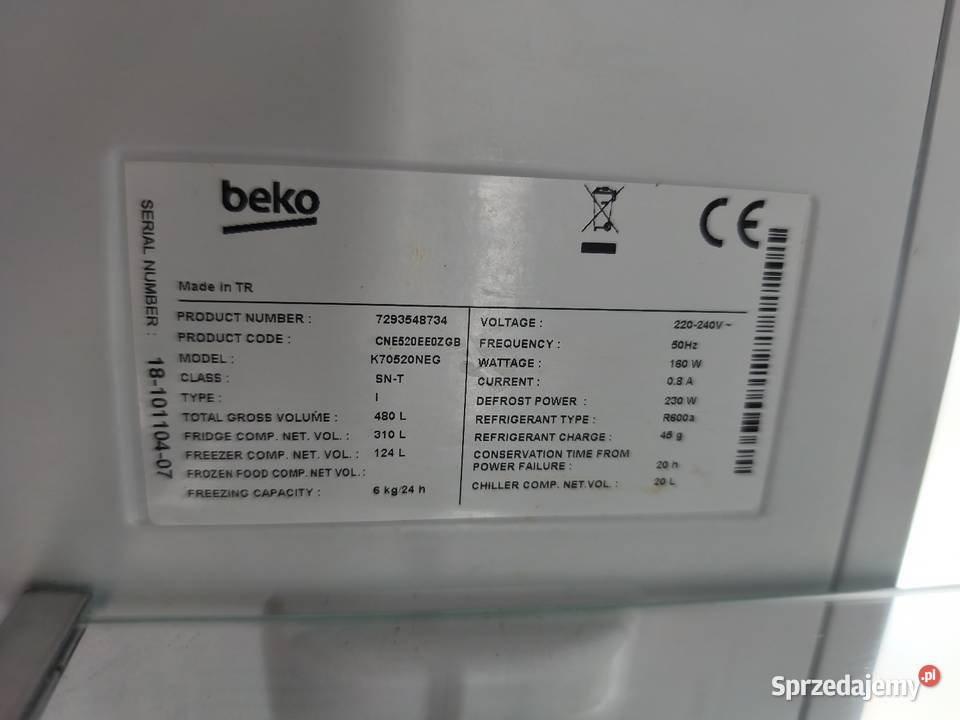 beko
CE
Made in TR
SERIAL NUMBER : 18-101104-07
PRODUCT NUMBER : 7293548734
PRODUCT CODE : CNE520EE0ZGB
MODEL : K70520NEG
CLASS : SN-T
TYPE : I
TOTAL GROSS VOLUME : 480 L
FRIDGE COMP. NET. VOL. : 310 L
FREEZER COMP. NET. VOL. : 124 L
FROZEN FOOD COMP. NET VOL. :
FREEZING CAPACITY : 6 kg/24 h
VOLTAGE : 220-240V ~
FREQUENCY : 50Hz
WATTAGE : 160 W
CURRENT : 0.8 A
DEFROST POWER : 230 W
REFRIGERANT TYPE : R600a
REFRIGERANT CHARGE : 45 g
CONSERVATION TIME FROM
POWER FAILURE : 20 h
CHILLER COMP. NET.VOL. : 20 L
Sprzedajemy.pl